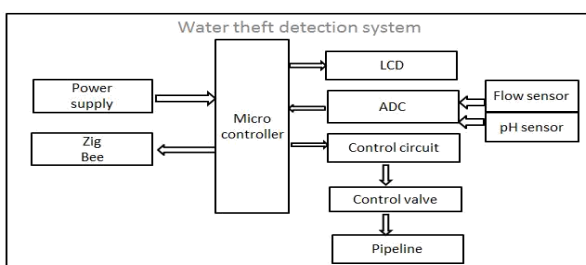 Water theft detection system
Power
supply
Zig
Bee
Micro
controller
LCD
ADC
Control circuit
Control valve
Pipeline
Flow sensor
pH sensor